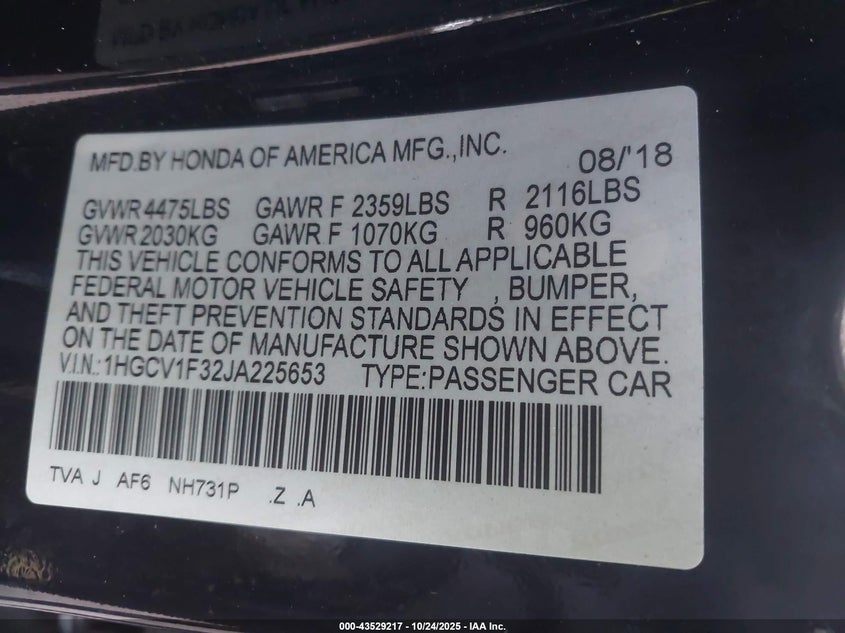 MFD.BY HONDA OF AMERICA MFG.,INC. 08/'18
GVWR 4475LBS GAWR F 2359LBS R 2116LBS
GVWR 2030KG GAWR F 1070KG R 960KG
THIS VEHICLE CONFORMS TO ALL APPLICABLE
FEDERAL MOTOR VEHICLE SAFETY , BUMPER,
AND THEFT PREVENTION STANDARDS IN EFFECT
ON THE DATE OF MANUFACTURE SHOWN ABOVE.
V.I.N.:1HGCV1F32JA225653 TYPE:PASSENGER CAR
TVA J AF6 NH731P .Z .A
000-43529217 - 10/24/2025 - IAA Inc.